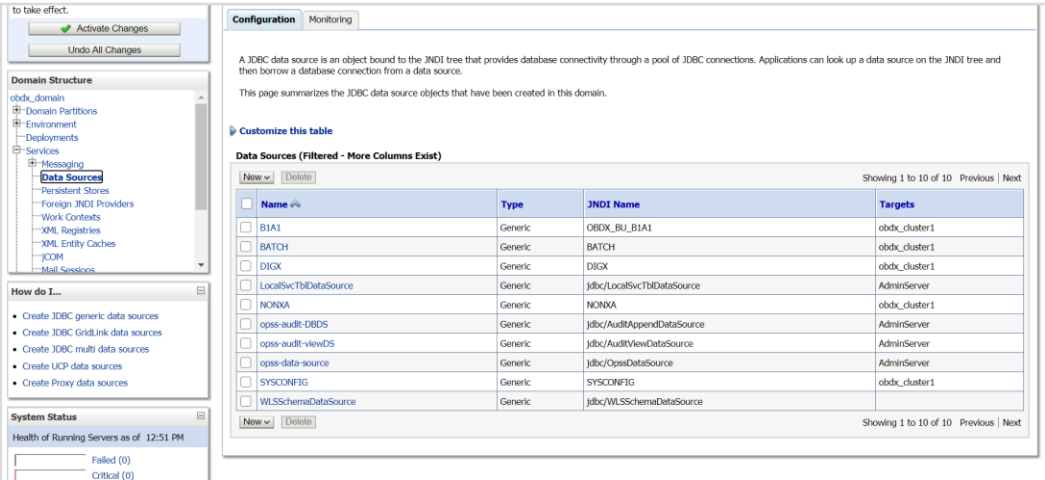 to take effect.
Activate Changes
Undo All Changes
Domain Structure
obdx_domain
Domain Partitions
Environment
Deployments
Services
Messaging
Data Sources
Persistent Stores
Foreign JNDI Providers
Work Contexts
XML Registries
XML Entity Caches
jCOM
Mail Sessions
How do I...
Create JDBC generic data sources
Create JDBC GridLink data sources
Create JDBC multi data sources
Create UCP data sources
Create Proxy data sources
System Status
Health of Running Servers as of 12:51 PM
Failed (0)
Critical (0)
Configuration Monitoring
A JDBC data source is an object bound to the JNDI tree that provides database connectivity through a pool of JDBC connections. Applications can look up a data source on the JNDI tree and
then borrow a database connection from a data source.
This page summarizes the JDBC data source objects that have been created in this domain.
Customize this table
Data Sources (Filtered - More Columns Exist)
New Delete Showing 1 to 10 of 10 Previous | Next
Name Type JNDI Name Targets
B1A1 Generic OBDX_BU_B1A1 obdx_cluster1
BATCH Generic BATCH obdx_cluster1
DIGX Generic DIGX obdx_cluster1
LocalSvcTblDataSource Generic jdbc/LocalSvcTblDataSource AdminServer
NONXA Generic NONXA obdx_cluster1
opss-audit-DBDS Generic jdbc/AuditAppendDataSource AdminServer
opss-audit-viewDS Generic jdbc/AuditViewDataSource AdminServer
opss-data-source Generic jdbc/OpssDataSource AdminServer
SYSCONFIG Generic SYSCONFIG obdx_cluster1
WLSSchemaDataSource Generic jdbc/WLSSchemaDataSource
New Delete Showing 1 to 10 of 10 Previous | Next